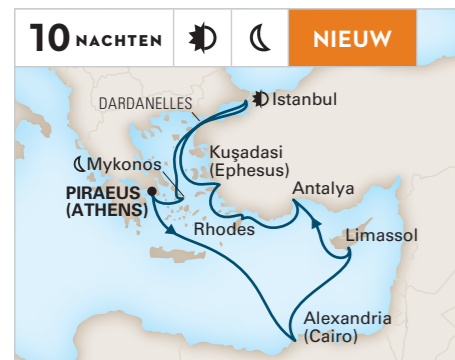 10 NACHTEN
NIEUW
DARDANELLES
Istanbul
Mykonos
Kuşadasi
(Ephesus)
PIRAEUS
(ATHENS)
Antalya
Rhodes
Limassol
Alexandria
(Cairo)